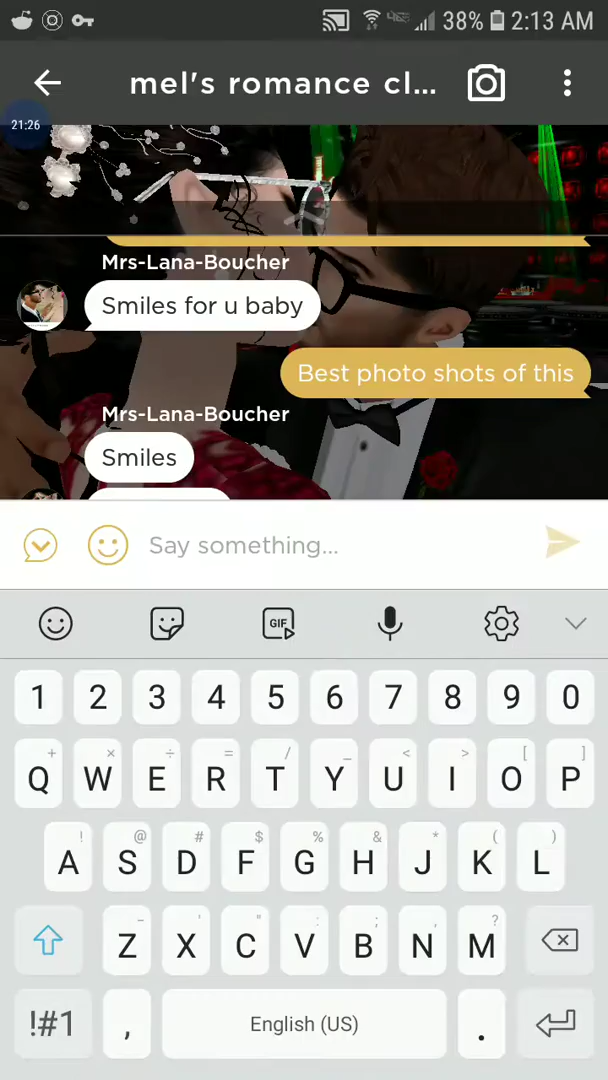 38% 2:13 AM
mel's romance cl...
21:26
Mrs-Lana-Boucher
Smiles for u baby
Best photo shots of this
Mrs-Lana-Boucher
Smiles
Say something...
GIF
1 2 3 4 5 6 7 8 9 0
+ × ÷ = / _ < > [ ]
Q W E R T Y U I O P
! @ # $ % & * ( )
A S D F G H J K L
- ' " : ; , ?
Z X C V B N M
!#1 , English (US) .